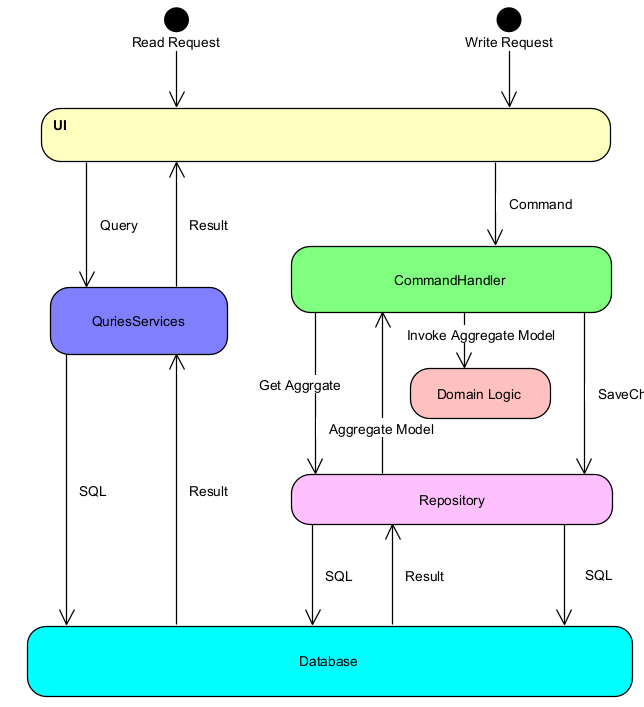 Read Request
Write Request
UI
Query
Result
Command
CommandHandler
QuriesServices
Invoke Aggregate Model
Get Aggrgate
Domain Logic
SaveCh
Aggregate Model
SQL
Result
Repository
SQL
Result
SQL
Database